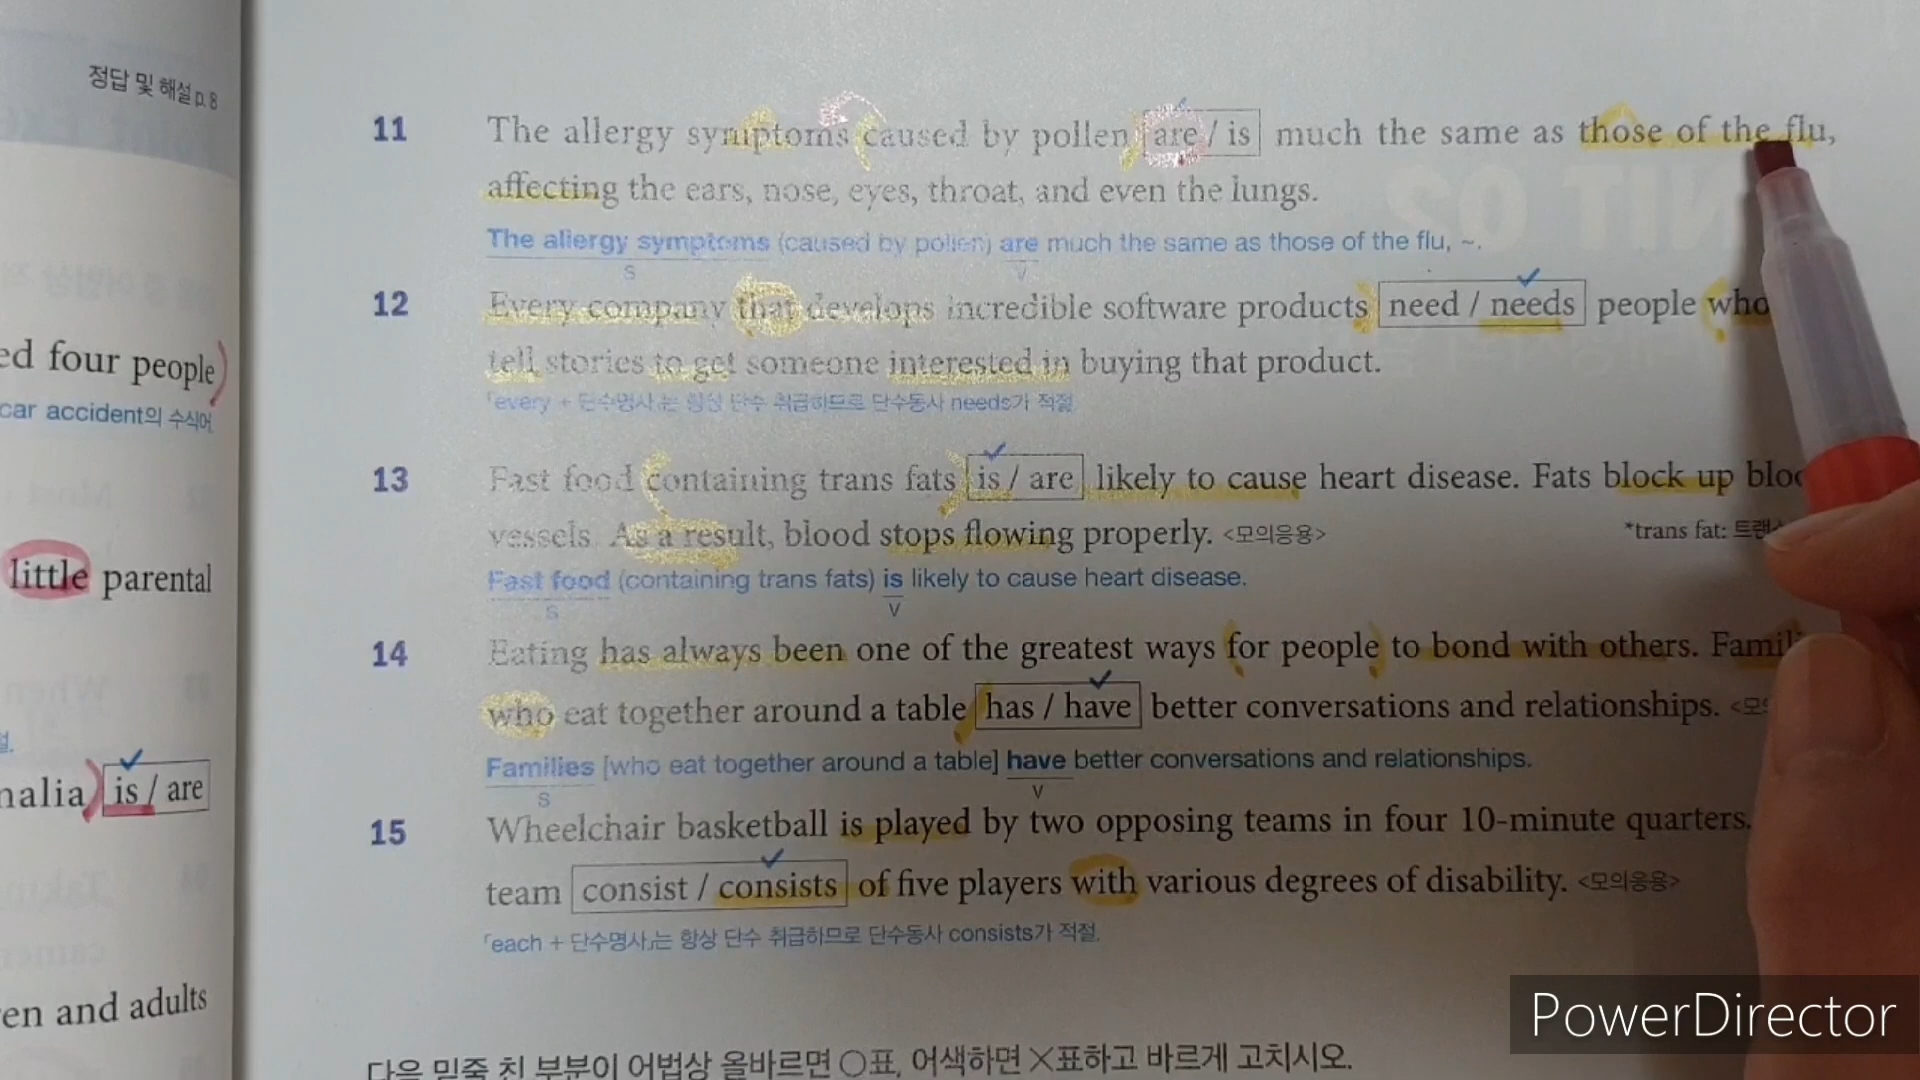 정답 및 해설 p. 8
ed four people
car accident의 수식어
little parental
nalia is / are
en and adults
11 The allergy symptoms caused by pollen are / is much the same as those of the flu,
affecting the ears, nose, eyes, throat, and even the lungs.
The allergy symptoms (caused by pollen) are much the same as those of the flu, ~.
S V
12 Every company that develops incredible software products need / needs people who
tell stories to get someone interested in buying that product.
「every + 단수명사」는 항상 단수 취급하므로 단수동사 needs가 적절.
13 Fast food containing trans fats is / are likely to cause heart disease. Fats block up
vessels. As a result, blood stops flowing properly. <모의응용>
*trans fat:
Fast food (containing trans fats) is likely to cause heart disease.
S V
14 Eating has always been one of the greatest ways for people to bond with others. Famil
who eat together around a table has / have better conversations and relationships.
Families [who eat together around a table] have better conversations and relationships.
S V
15 Wheelchair basketball is played by two opposing teams in four 10-minute quarters.
team consist / consists of five players with various degrees of disability. <모의응용>
「each + 단수명사」는 항상 단수 취급하므로 단수동사 consists가 적절.
다음 밑줄 친 부분이 어법상 올바르면 ○표, 어색하면 ×표하고 바르게 고치시오.
PowerDirector